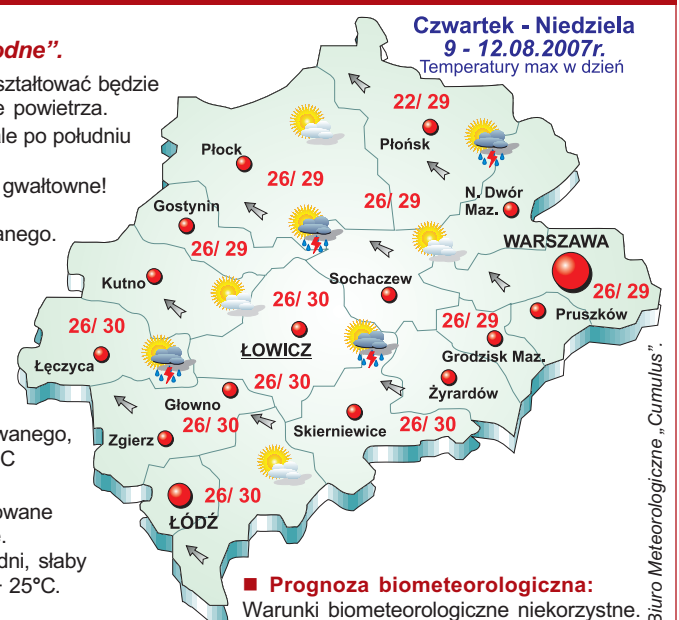 Czwartek - Niedziela
9 - 12.08.2007r.
Temperatury max w dzień
odne”.
ształtować będzie
e powietrza.
ale po południu
gwałtowne!
anego.
wanego,
C
owane
.
dni, słaby
25°C.
22/ 29
Płońsk
Płock
26/ 29
26/ 29
N. Dwór
Maz.
Gostynin
26/ 29
WARSZAWA
26/ 29
Kutno
Sochaczew
26/ 30
Pruszków
26/ 30
Łęczyca
ŁOWICZ
26/ 29
Grodzisk Maz.
26/ 30
Głowno
Żyrardów
26/ 30
Zgierz
Skierniewice
26/ 30
26/ 30
ŁÓDŹ
Biuro Meteorologiczne „Cumulus”.
■ Prognoza biometeorologiczna:
Warunki biometeorologiczne niekorzystne.